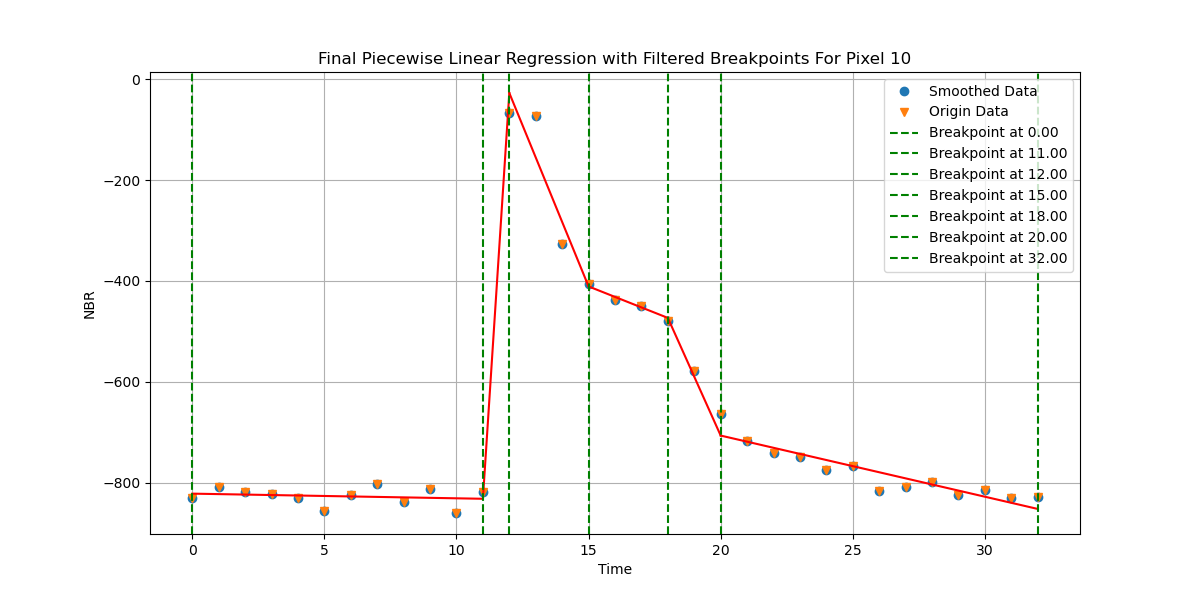 Final Piecewise Linear Regression with Filtered Breakpoints For Pixel 10
NBR
0
−200
−400
−600
−800
Smoothed Data
Origin Data
Breakpoint at 0.00
Breakpoint at 11.00
Breakpoint at 12.00
Breakpoint at 15.00
Breakpoint at 18.00
Breakpoint at 20.00
Breakpoint at 32.00
0 5 10 15 20 25 30
Time